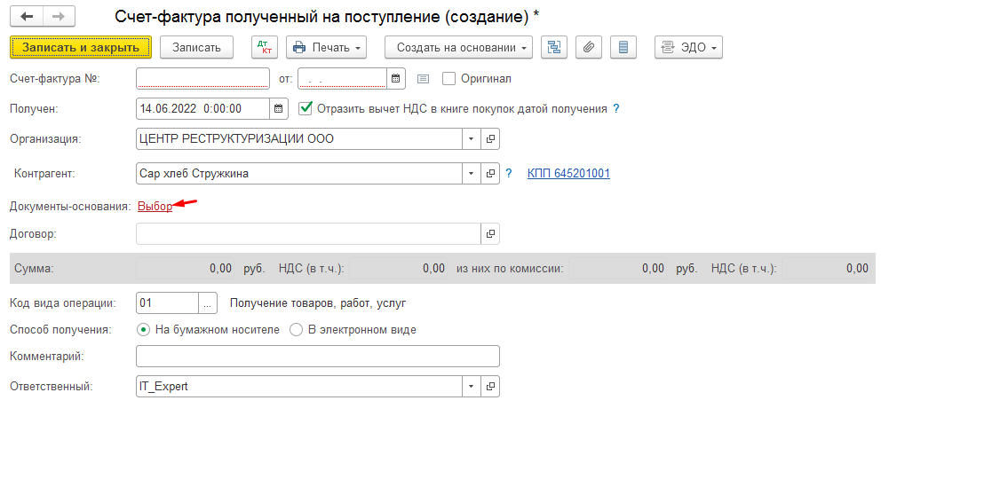 Счет-фактура полученный на поступление (создание) *
Записать и закрыть Записать Дт Кт Печать Создать на основании ЭДО
Счет-фактура №: от: . . Оригинал
Получен: 14.06.2022 0:00:00 Отразить вычет НДС в книге покупок датой получения ?
Организация: ЦЕНТР РЕСТРУКТУРИЗАЦИИ ООО
Контрагент: Сар хлеб Стружкина ? КПП 645201001
Документы-основания: Выбор
Договор:
Сумма: 0,00 руб. НДС (в т.ч.): 0,00 из них по комиссии: 0,00 руб. НДС (в т.ч.): 0,00
Код вида операции: 01 ... Получение товаров, работ, услуг
Способ получения: На бумажном носителе В электронном виде
Комментарий:
Ответственный: IT_Expert